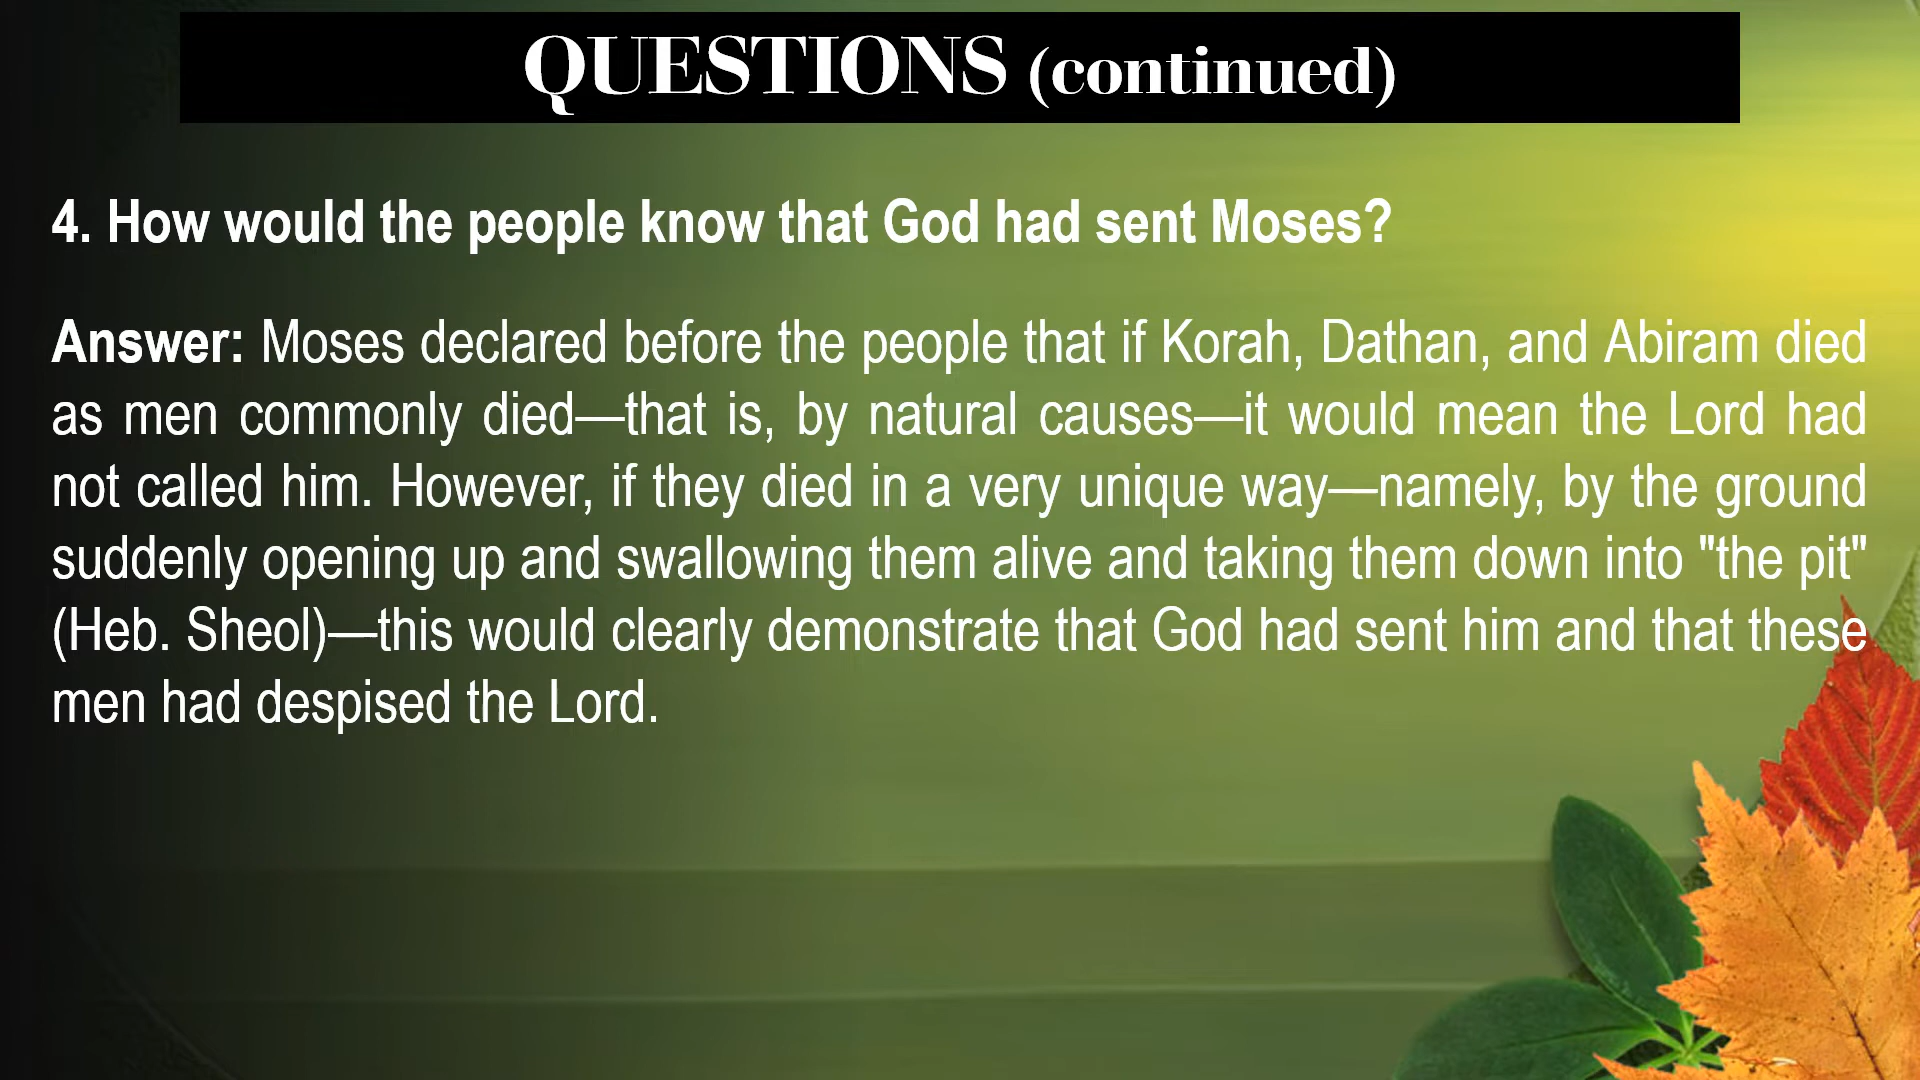 QUESTIONS (continued)
4. How would the people know that God had sent Moses?
Answer: Moses declared before the people that if Korah, Dathan, and Abiram died
as men commonly died—that is, by natural causes—it would mean the Lord had
not called him. However, if they died in a very unique way—namely, by the ground
suddenly opening up and swallowing them alive and taking them down into "the pit"
(Heb. Sheol)—this would clearly demonstrate that God had sent him and that these
men had despised the Lord.